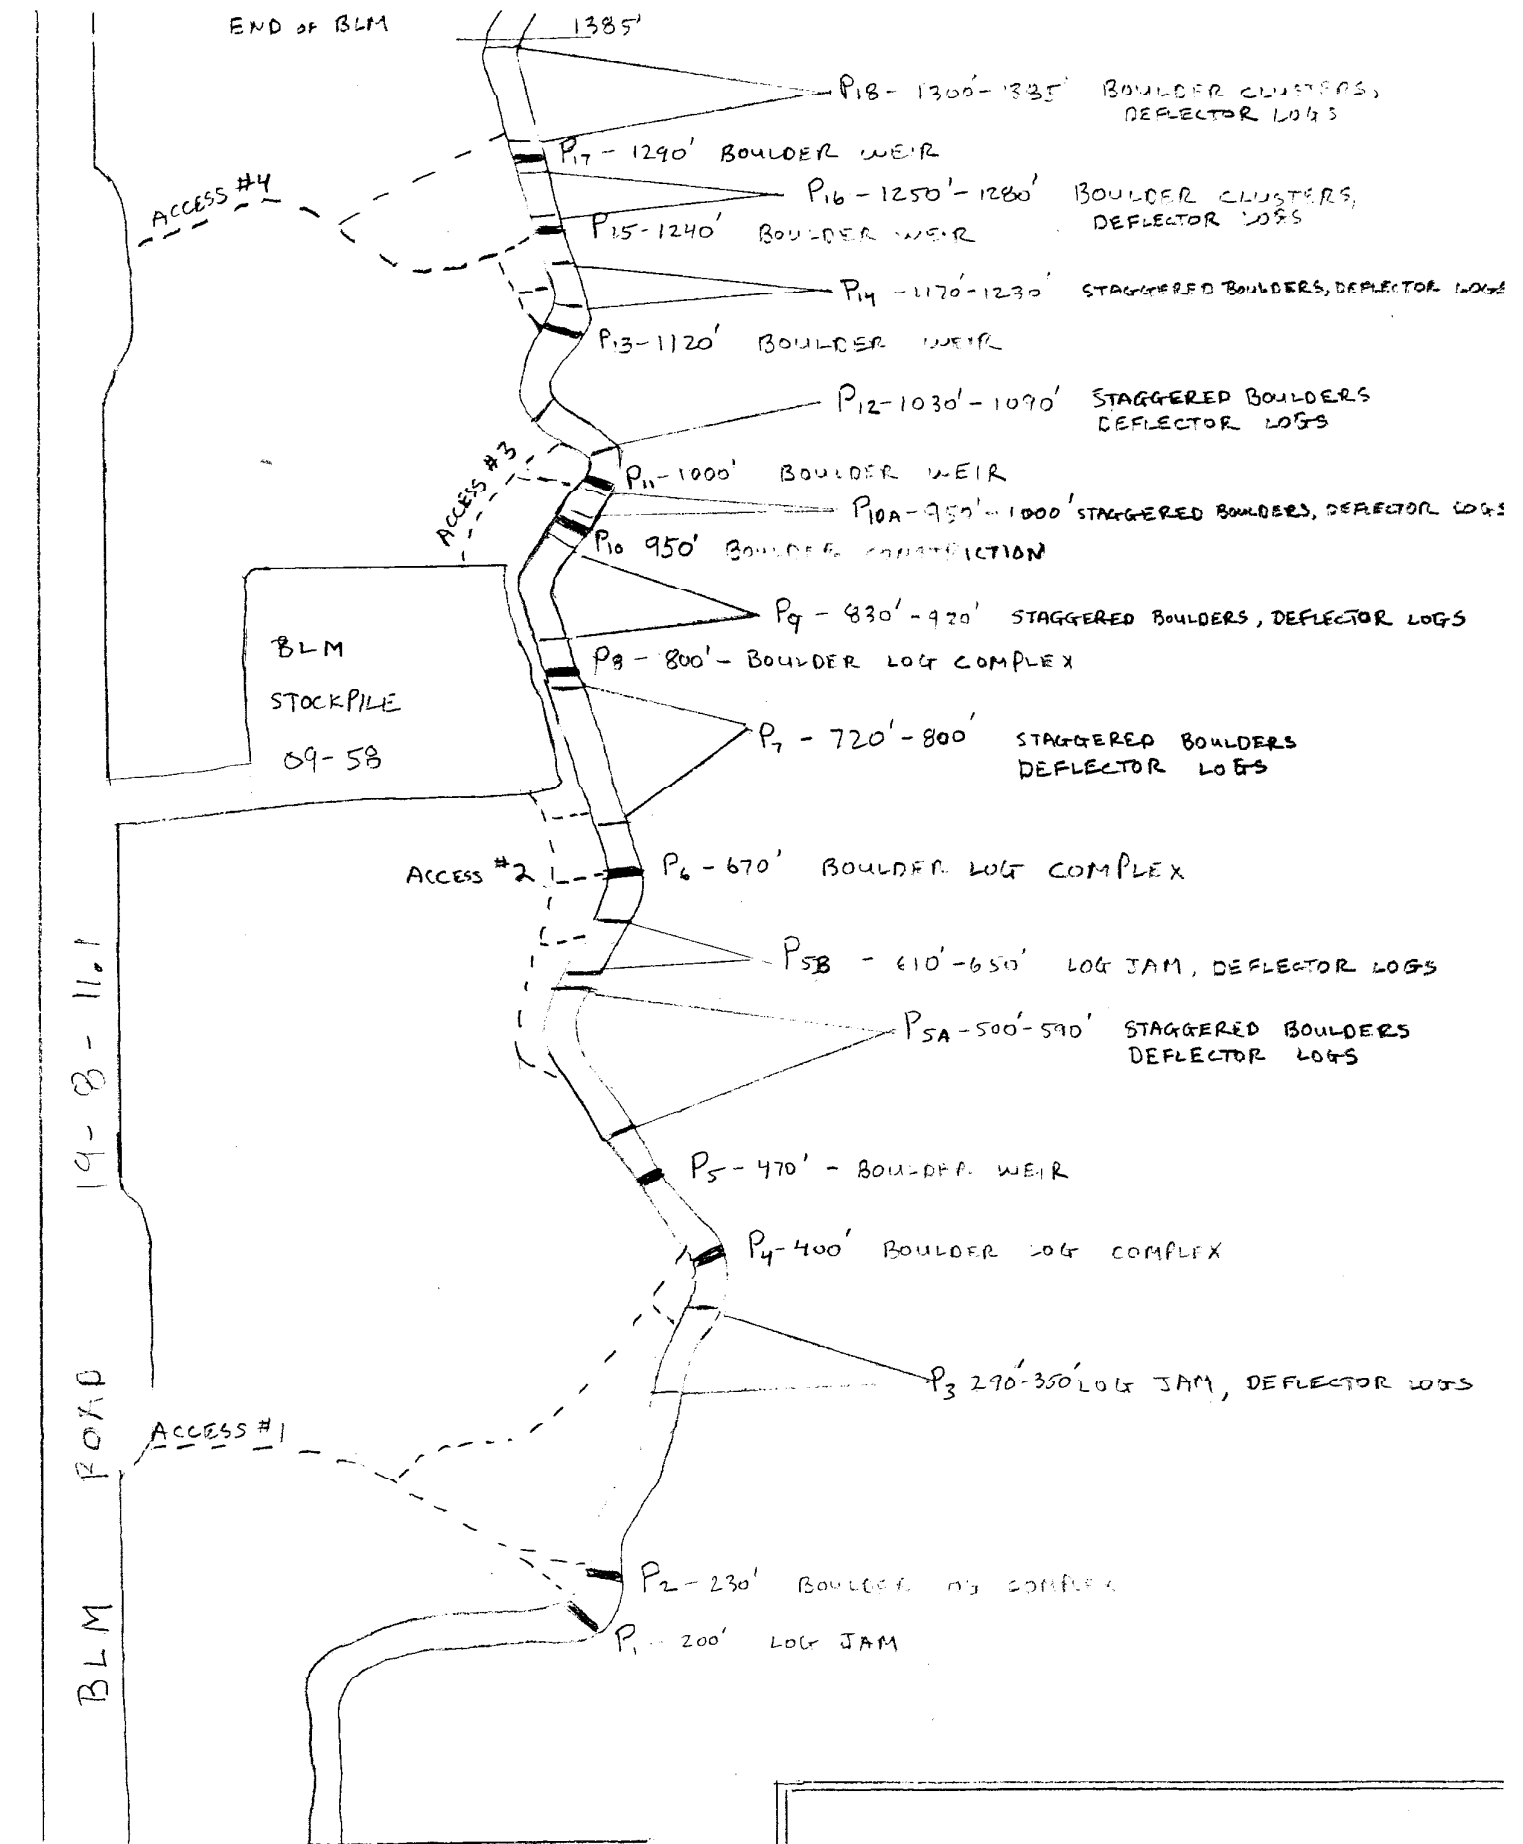 END OF BLM 1385'
P18 - 1300'-1385' BOULDER CLUSTERS,
DEFLECTOR LOGS
P17 - 1290' BOULDER WEIR
ACCESS #4
P16 - 1250'-1280' BOULDER CLUSTERS,
DEFLECTOR LOGS
P15-1240' BOULDER WEIR
P14 - 1170'-1230' STAGGERED BOULDERS, DEFLECTOR LOGS
P13-1120' BOULDER WEIR
P12-1030'-1090' STAGGERED BOULDERS
DEFLECTOR LOGS
ACCESS #3
P11-1000' BOULDER WEIR
P10A-950'-1000' STAGGERED BOULDERS, DEFLECTOR LOGS
P10 950' BOULDER CONSTRICTION
P9 - 830'-920' STAGGERED BOULDERS, DEFLECTOR LOGS
BLM
STOCKPILE
09-58
P8 - 800' - BOULDER LOG COMPLEX
P7 - 720'-800' STAGGERED BOULDERS
DEFLECTOR LOGS
ACCESS #2
P6 - 670' BOULDER LOG COMPLEX
P5B - 610'-650' LOG JAM, DEFLECTOR LOGS
P5A-500'-590' STAGGERED BOULDERS
DEFLECTOR LOGS
P5-470' - BOULDER WEIR
P4-400' BOULDER LOG COMPLEX
P3 290'-350' LOG JAM, DEFLECTOR LOGS
ACCESS #1
P2-230' BOULDER LOG COMPLEX
P1 - 200' LOG JAM
BLM ROAD 19-8-11.1